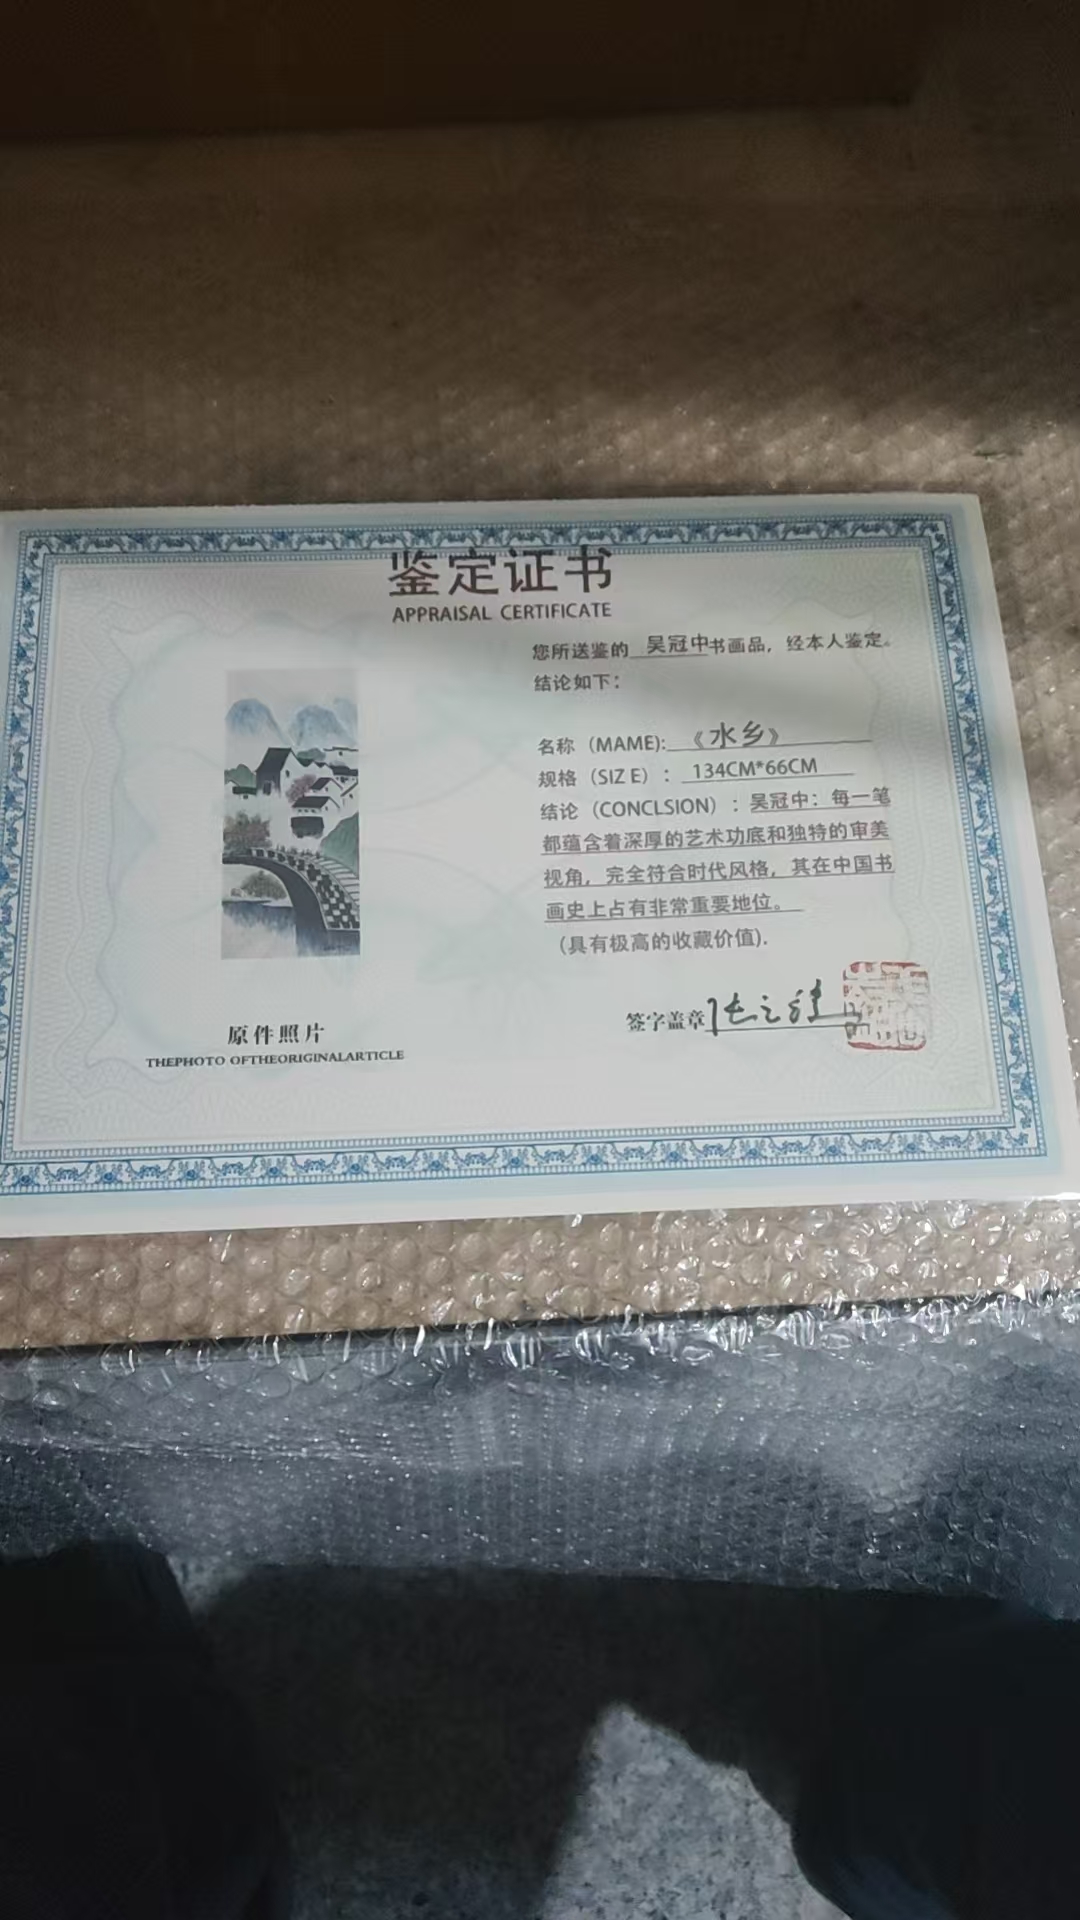 鉴定证书
APPRAISAL CERTIFICATE
您所送鉴的 吴冠中书画品，经本人鉴定。
结论如下：
名称（MAME): 《水乡》
规格（SIZ E）： 134CM*66CM
结论（CONCLSION）：吴冠中：每一笔
都蕴含着深厚的艺术功底和独特的审美
视角，完全符合时代风格，其在中国书
画史上占有非常重要地位。
（具有极高的收藏价值).
签字盖章
原件照片
THEPHOTO OFTHEORIGINALARTICLE